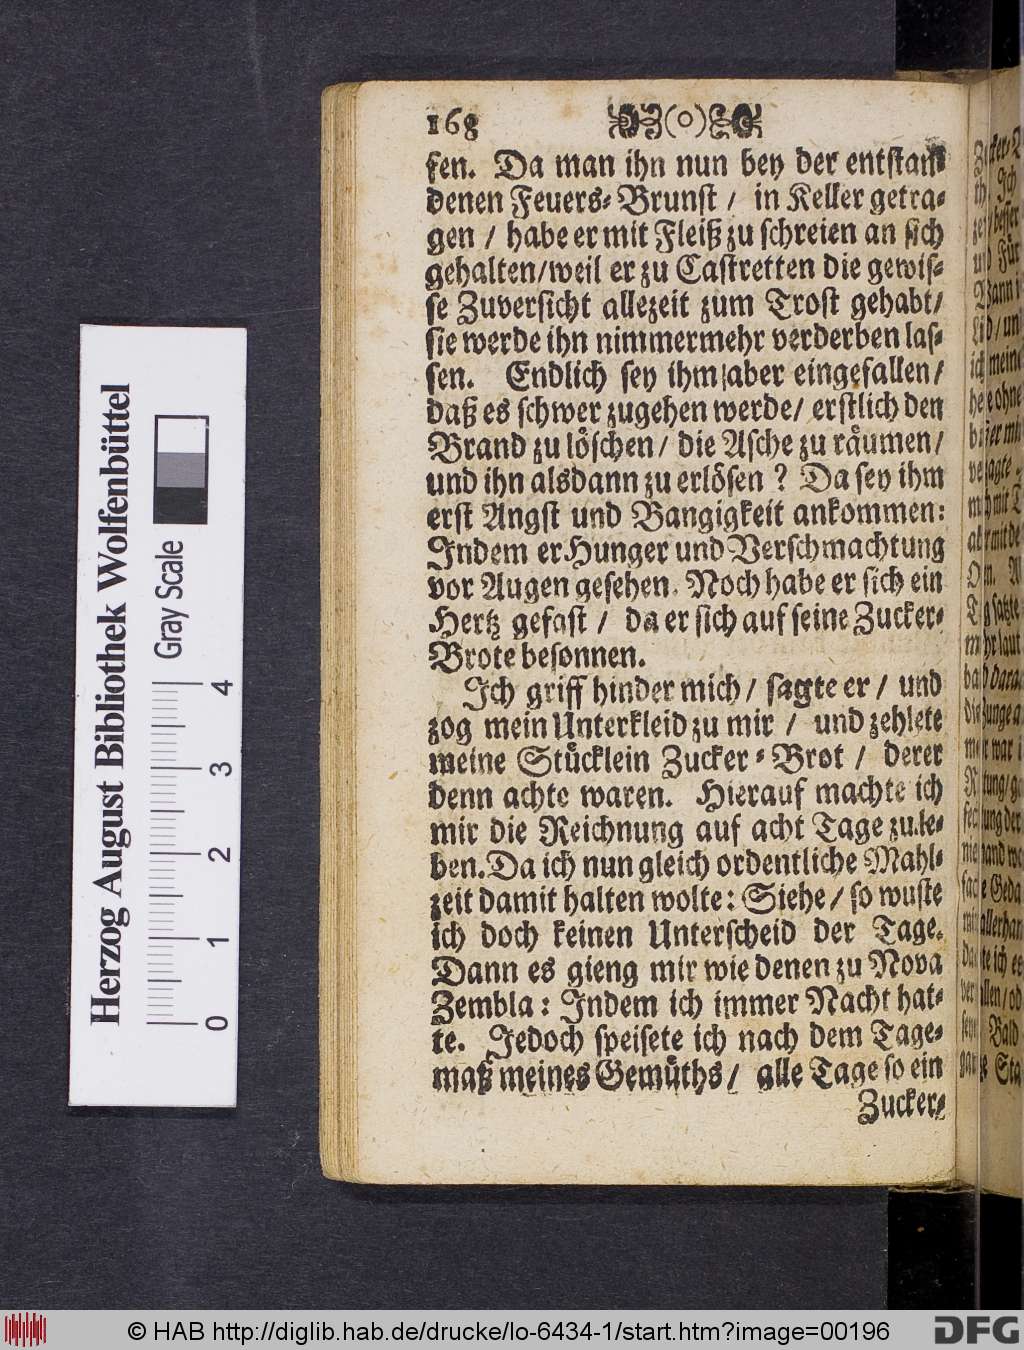 168 (o)
fen. Da man ihn nun bey der entstan-
denen Feuers-Brunst / in Keller getra-
gen / habe er mit Fleiß zu schreien an sich
gehalten/weil er zu Castretten die gewis-
se Zuversicht allezeit zum Trost gehabt/
sie werde ihn nimmermehr verderben las-
sen. Endlich sey ihm aber eingefallen/
daß es schwer zugehen werde/ erstlich den
Brand zu löschen/ die Asche zu räumen/
und ihn alsdann zu erlösen ? Da sey ihm
erst Angst und Bangigkeit ankommen:
Indem er Hunger und Verschmachtung
vor Augen gesehen. Noch habe er sich ein
Hertz gefast / da er sich auf seine Zucker-
Brote besonnen.
Ich griff hinder mich/ sagte er / und
zog mein Unterkleid zu mir / und zehlete
meine Stücklein Zucker-Brot / derer
denn achte waren. Hierauf machte ich
mir die Reichnung auf acht Tage zu le-
ben. Da ich nun gleich ordentliche Mahl-
zeit damit halten wolte: Siehe/ so wuste
ich doch keinen Unterscheid der Tage.
Dann es gieng mir wie denen zu Nova
Zembla: Indem ich immer Nacht hat-
te. Jedoch speisete ich nach dem Tage-
maß meines Gemüths/ alle Tage so ein
Zucker-
Herzog August Bibliothek Wolfenbüttel
Gray Scale
0 1 2 3 4
© HAB http://diglib.hab.de/drucke/lo-6434-1/start.htm?image=00196
DFG